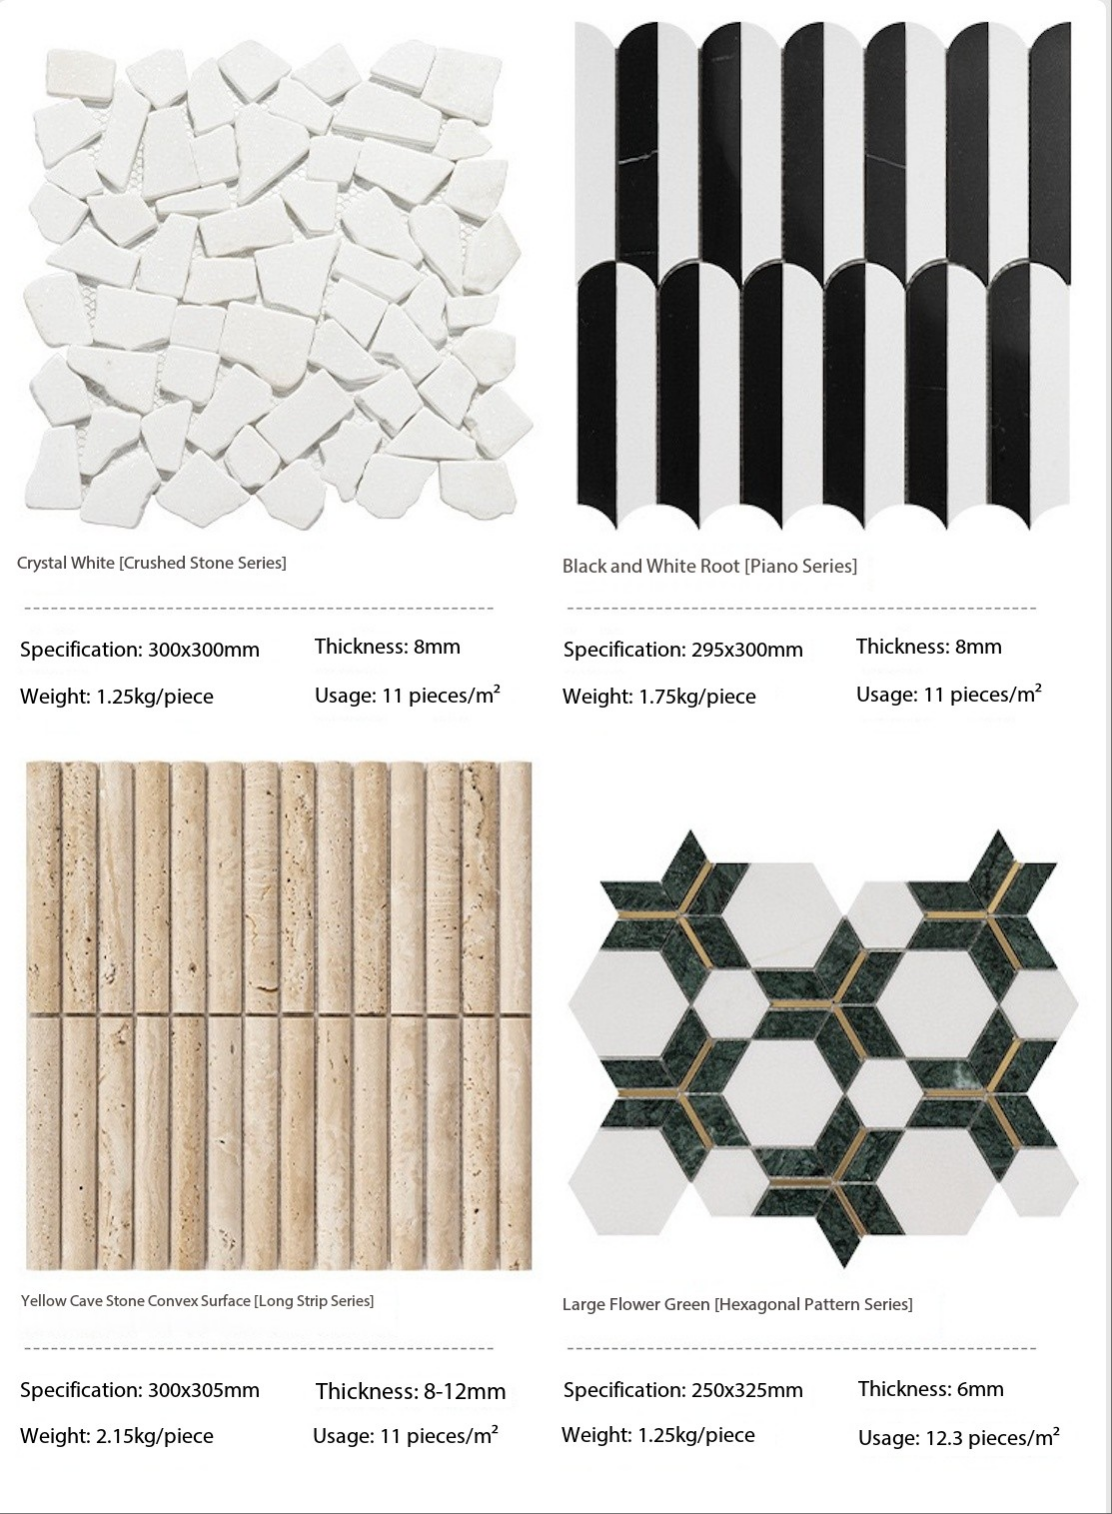 Crystal White [Crushed Stone Series]
Specification: 300x300mm
Thickness: 8mm
Weight: 1.25kg/piece
Usage: 11 pieces/m²
Black and White Root [Piano Series]
Specification: 295x300mm
Thickness: 8mm
Weight: 1.75kg/piece
Usage: 11 pieces/m²
Yellow Cave Stone Convex Surface [Long Strip Series]
Specification: 300x305mm
Thickness: 8-12mm
Weight: 2.15kg/piece
Usage: 11 pieces/m²
Large Flower Green [Hexagonal Pattern Series]
Specification: 250x325mm
Thickness: 6mm
Weight: 1.25kg/piece
Usage: 12.3 pieces/m²